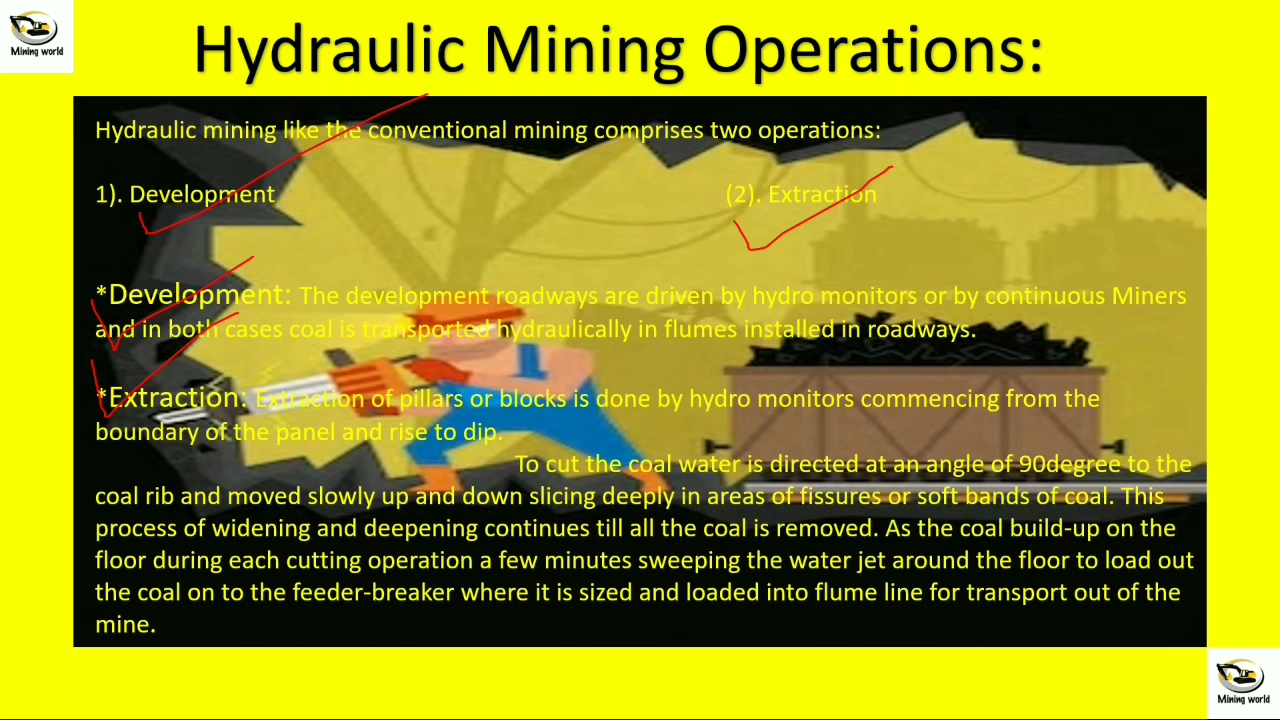 Mining world
Hydraulic Mining Operations:
Hydraulic mining like the conventional mining comprises two operations:
1). Development (2). Extraction
*Development: The development roadways are driven by hydro monitors or by continuous Miners
and in both cases coal is transported hydraulically in flumes installed in roadways.
*Extraction: Extraction of pillars or blocks is done by hydro monitors commencing from the
boundary of the panel and rise to dip.
To cut the coal water is directed at an angle of 90degree to the
coal rib and moved slowly up and down slicing deeply in areas of fissures or soft bands of coal. This
process of widening and deepening continues till all the coal is removed. As the coal build-up on the
floor during each cutting operation a few minutes sweeping the water jet around the floor to load out
the coal on to the feeder-breaker where it is sized and loaded into flume line for transport out of the
mine.
Mining world